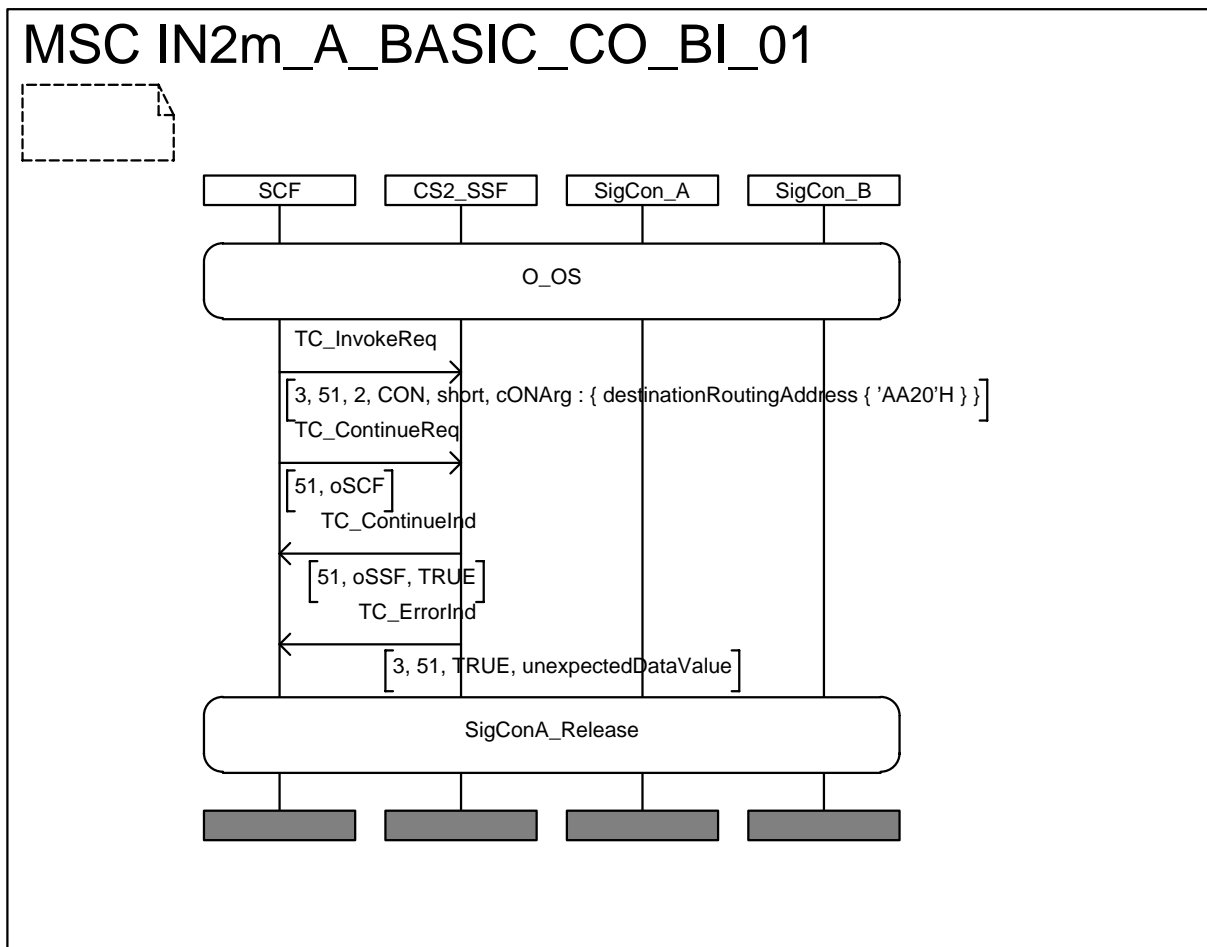 MSC IN2m_A_BASIC_CO_BI_01
SCF CS2_SSF SigCon_A SigCon_B
O_OS
TC_InvokeReq
3, 51, 2, CON, short, cONArg : { destinationRoutingAddress { 'AA20'H } }
TC_ContinueReq
51, oSCF
TC_ContinueInd
51, oSSF, TRUE
TC_ErrorInd
3, 51, TRUE, unexpectedDataValue
SigConA_Release